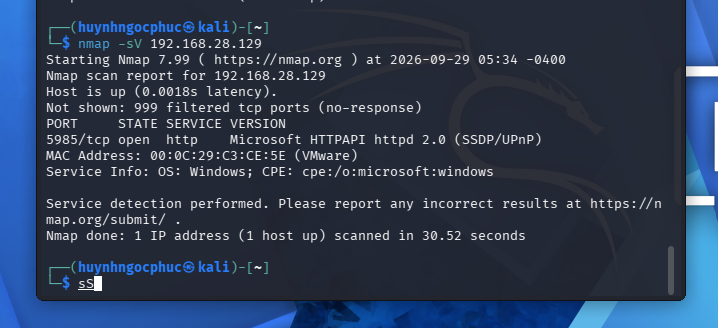 ┌──(huynhngocphuc㉿kali)-[~]
└─$ nmap -sV 192.168.28.129
Starting Nmap 7.99 ( https://nmap.org ) at 2026-09-29 05:34 -0400
Nmap scan report for 192.168.28.129
Host is up (0.0018s latency).
Not shown: 999 filtered tcp ports (no-response)
PORT     STATE SERVICE VERSION
5985/tcp open  http    Microsoft HTTPAPI httpd 2.0 (SSDP/UPnP)
MAC Address: 00:0C:29:C3:CE:5E (VMware)
Service Info: OS: Windows; CPE: cpe:/o:microsoft:windows

Service detection performed. Please report any incorrect results at https://n
map.org/submit/ .
Nmap done: 1 IP address (1 host up) scanned in 30.52 seconds

┌──(huynhngocphuc㉿kali)-[~]
└─$ sS